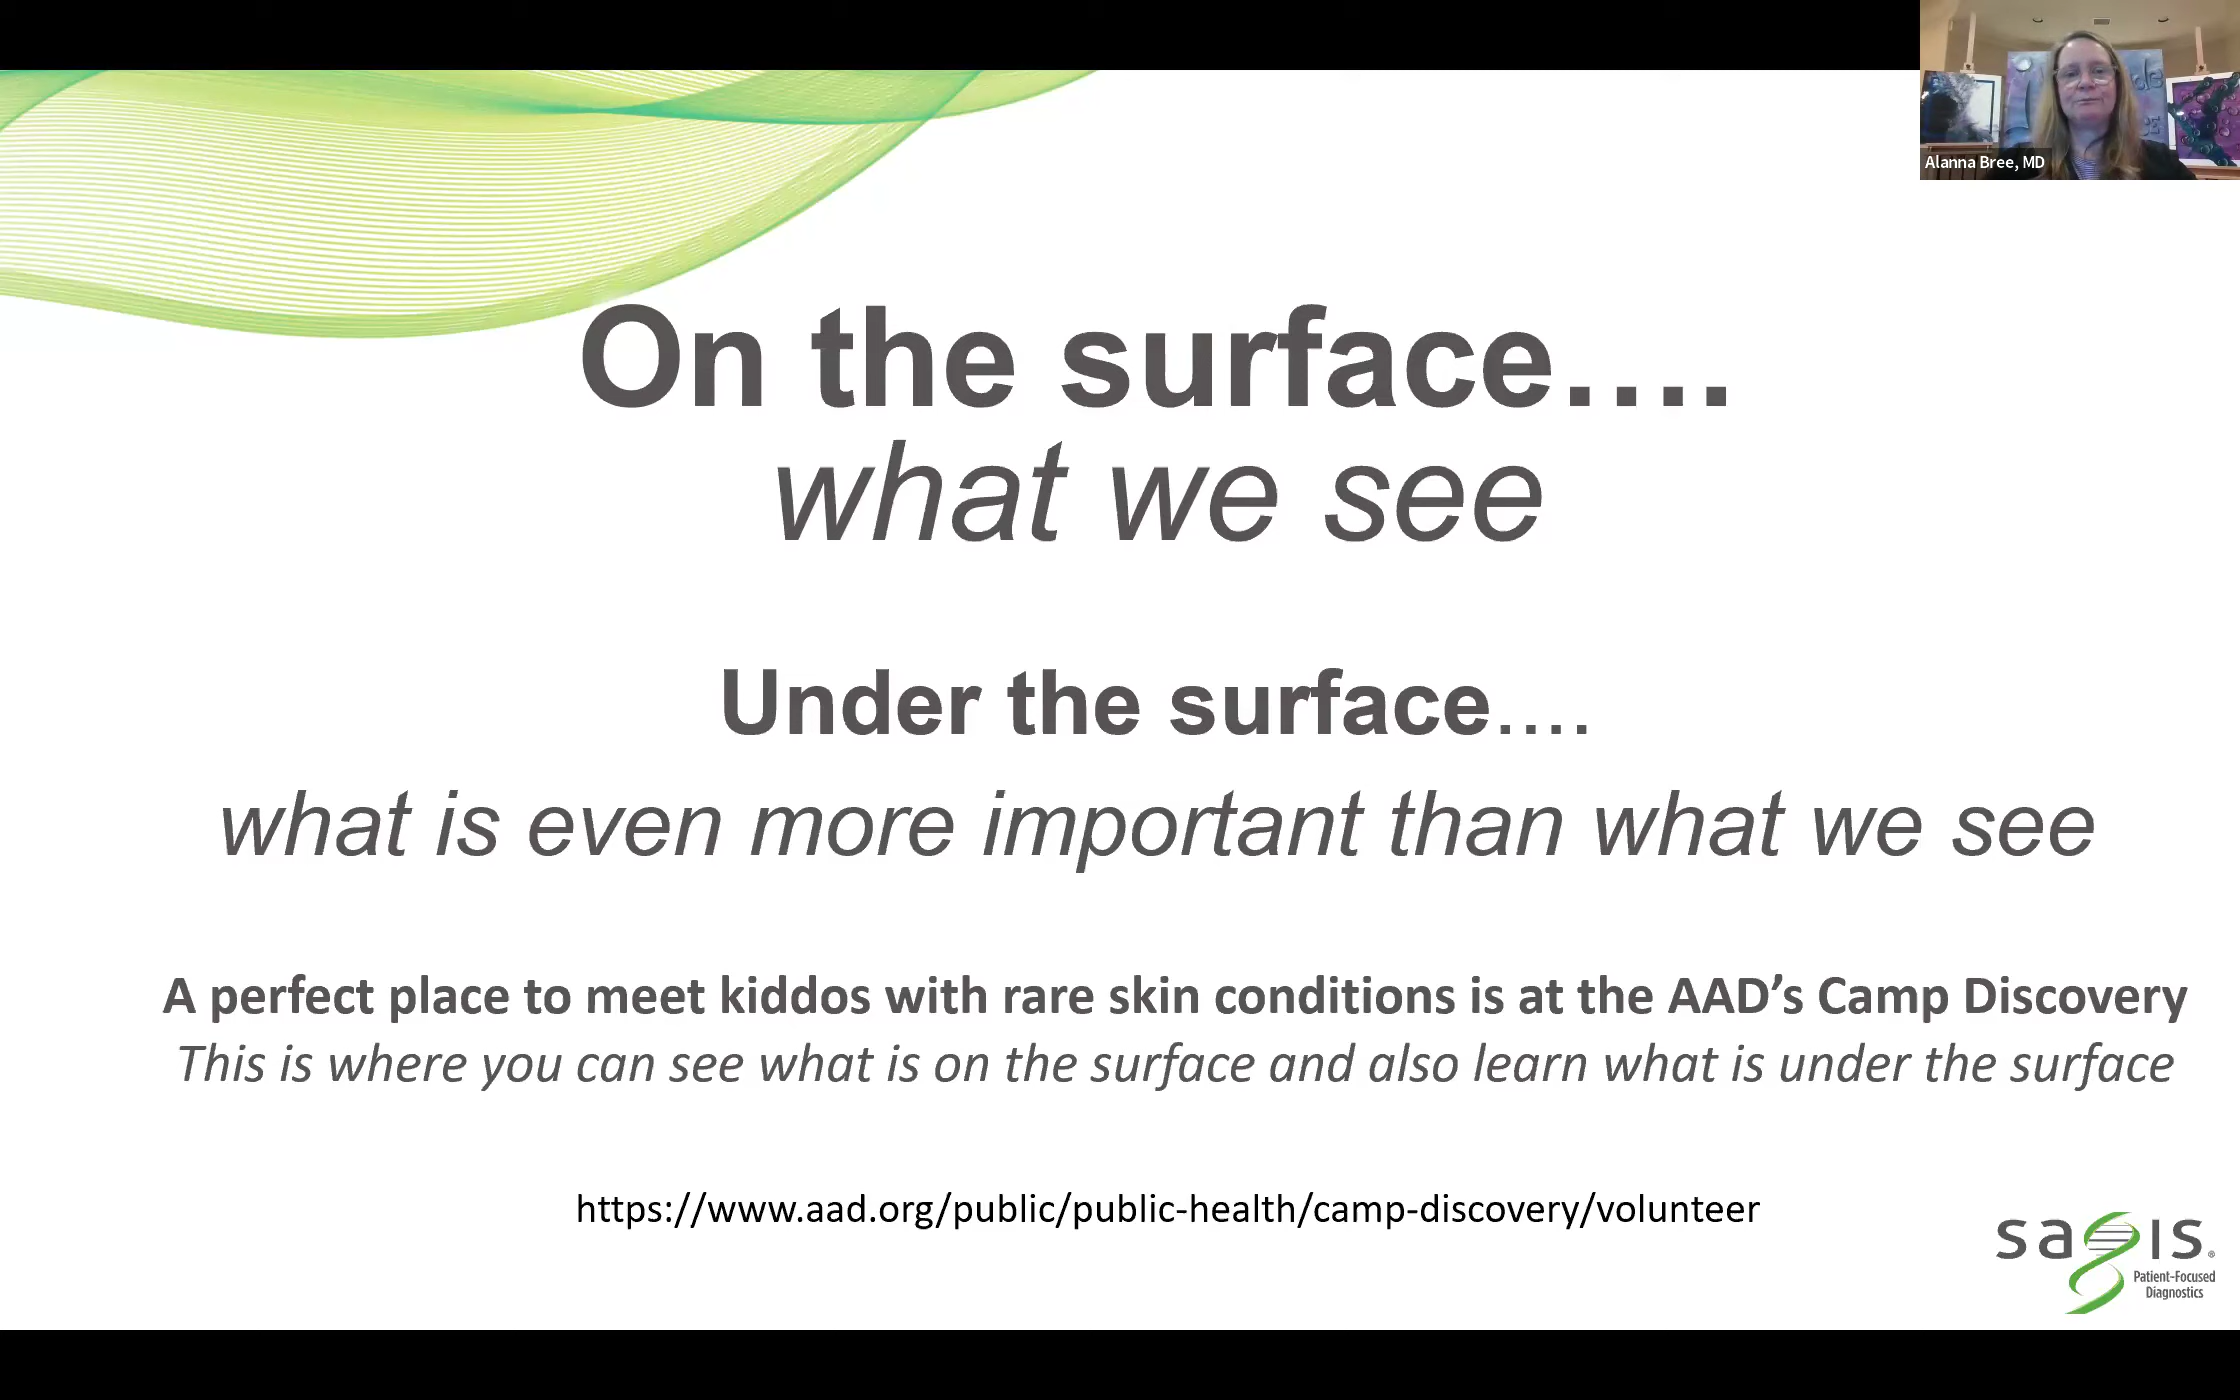 Alanna Bree, MD
On the surface….
what we see
Under the surface….
what is even more important than what we see
A perfect place to meet kiddos with rare skin conditions is at the AAD’s Camp Discovery
This is where you can see what is on the surface and also learn what is under the surface
https://www.aad.org/public/public-health/camp-discovery/volunteer
sagis®
Patient-Focused
Diagnostics